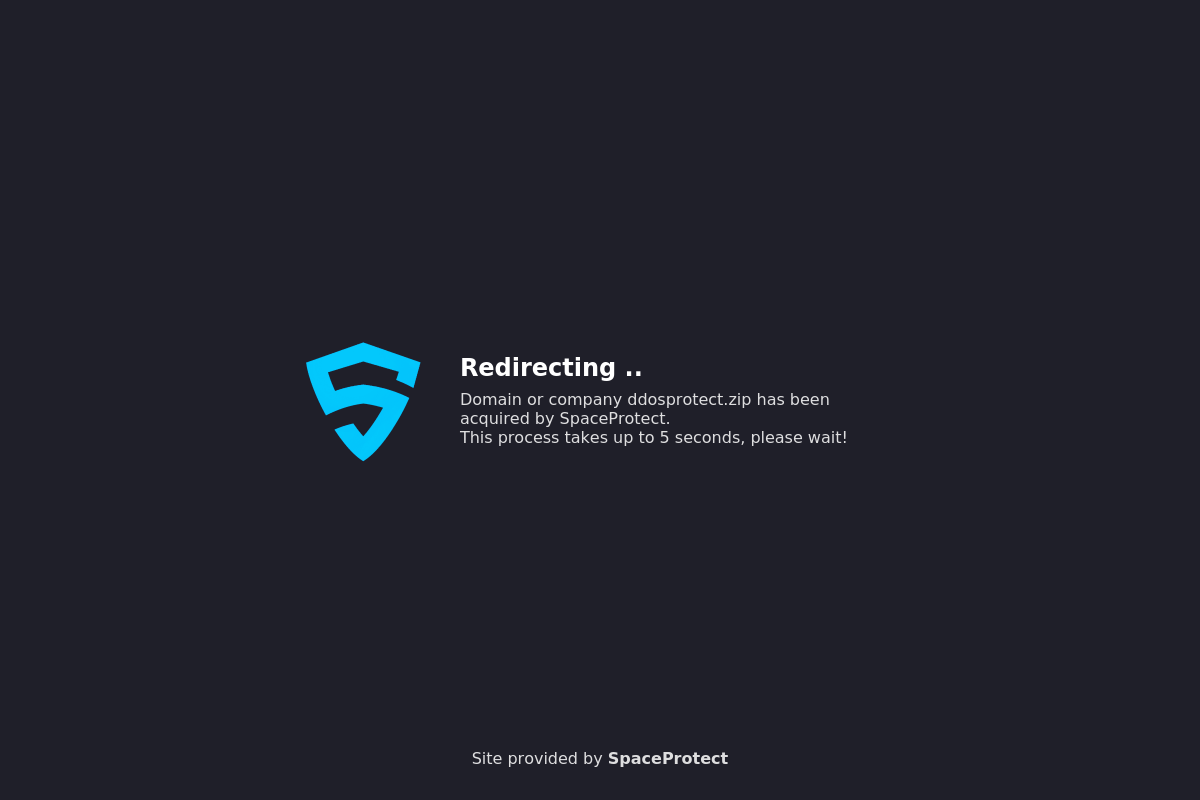 Redirecting ..
Domain or company ddosprotect.zip has been
acquired by SpaceProtect.
This process takes up to 5 seconds, please wait!
Site provided by SpaceProtect